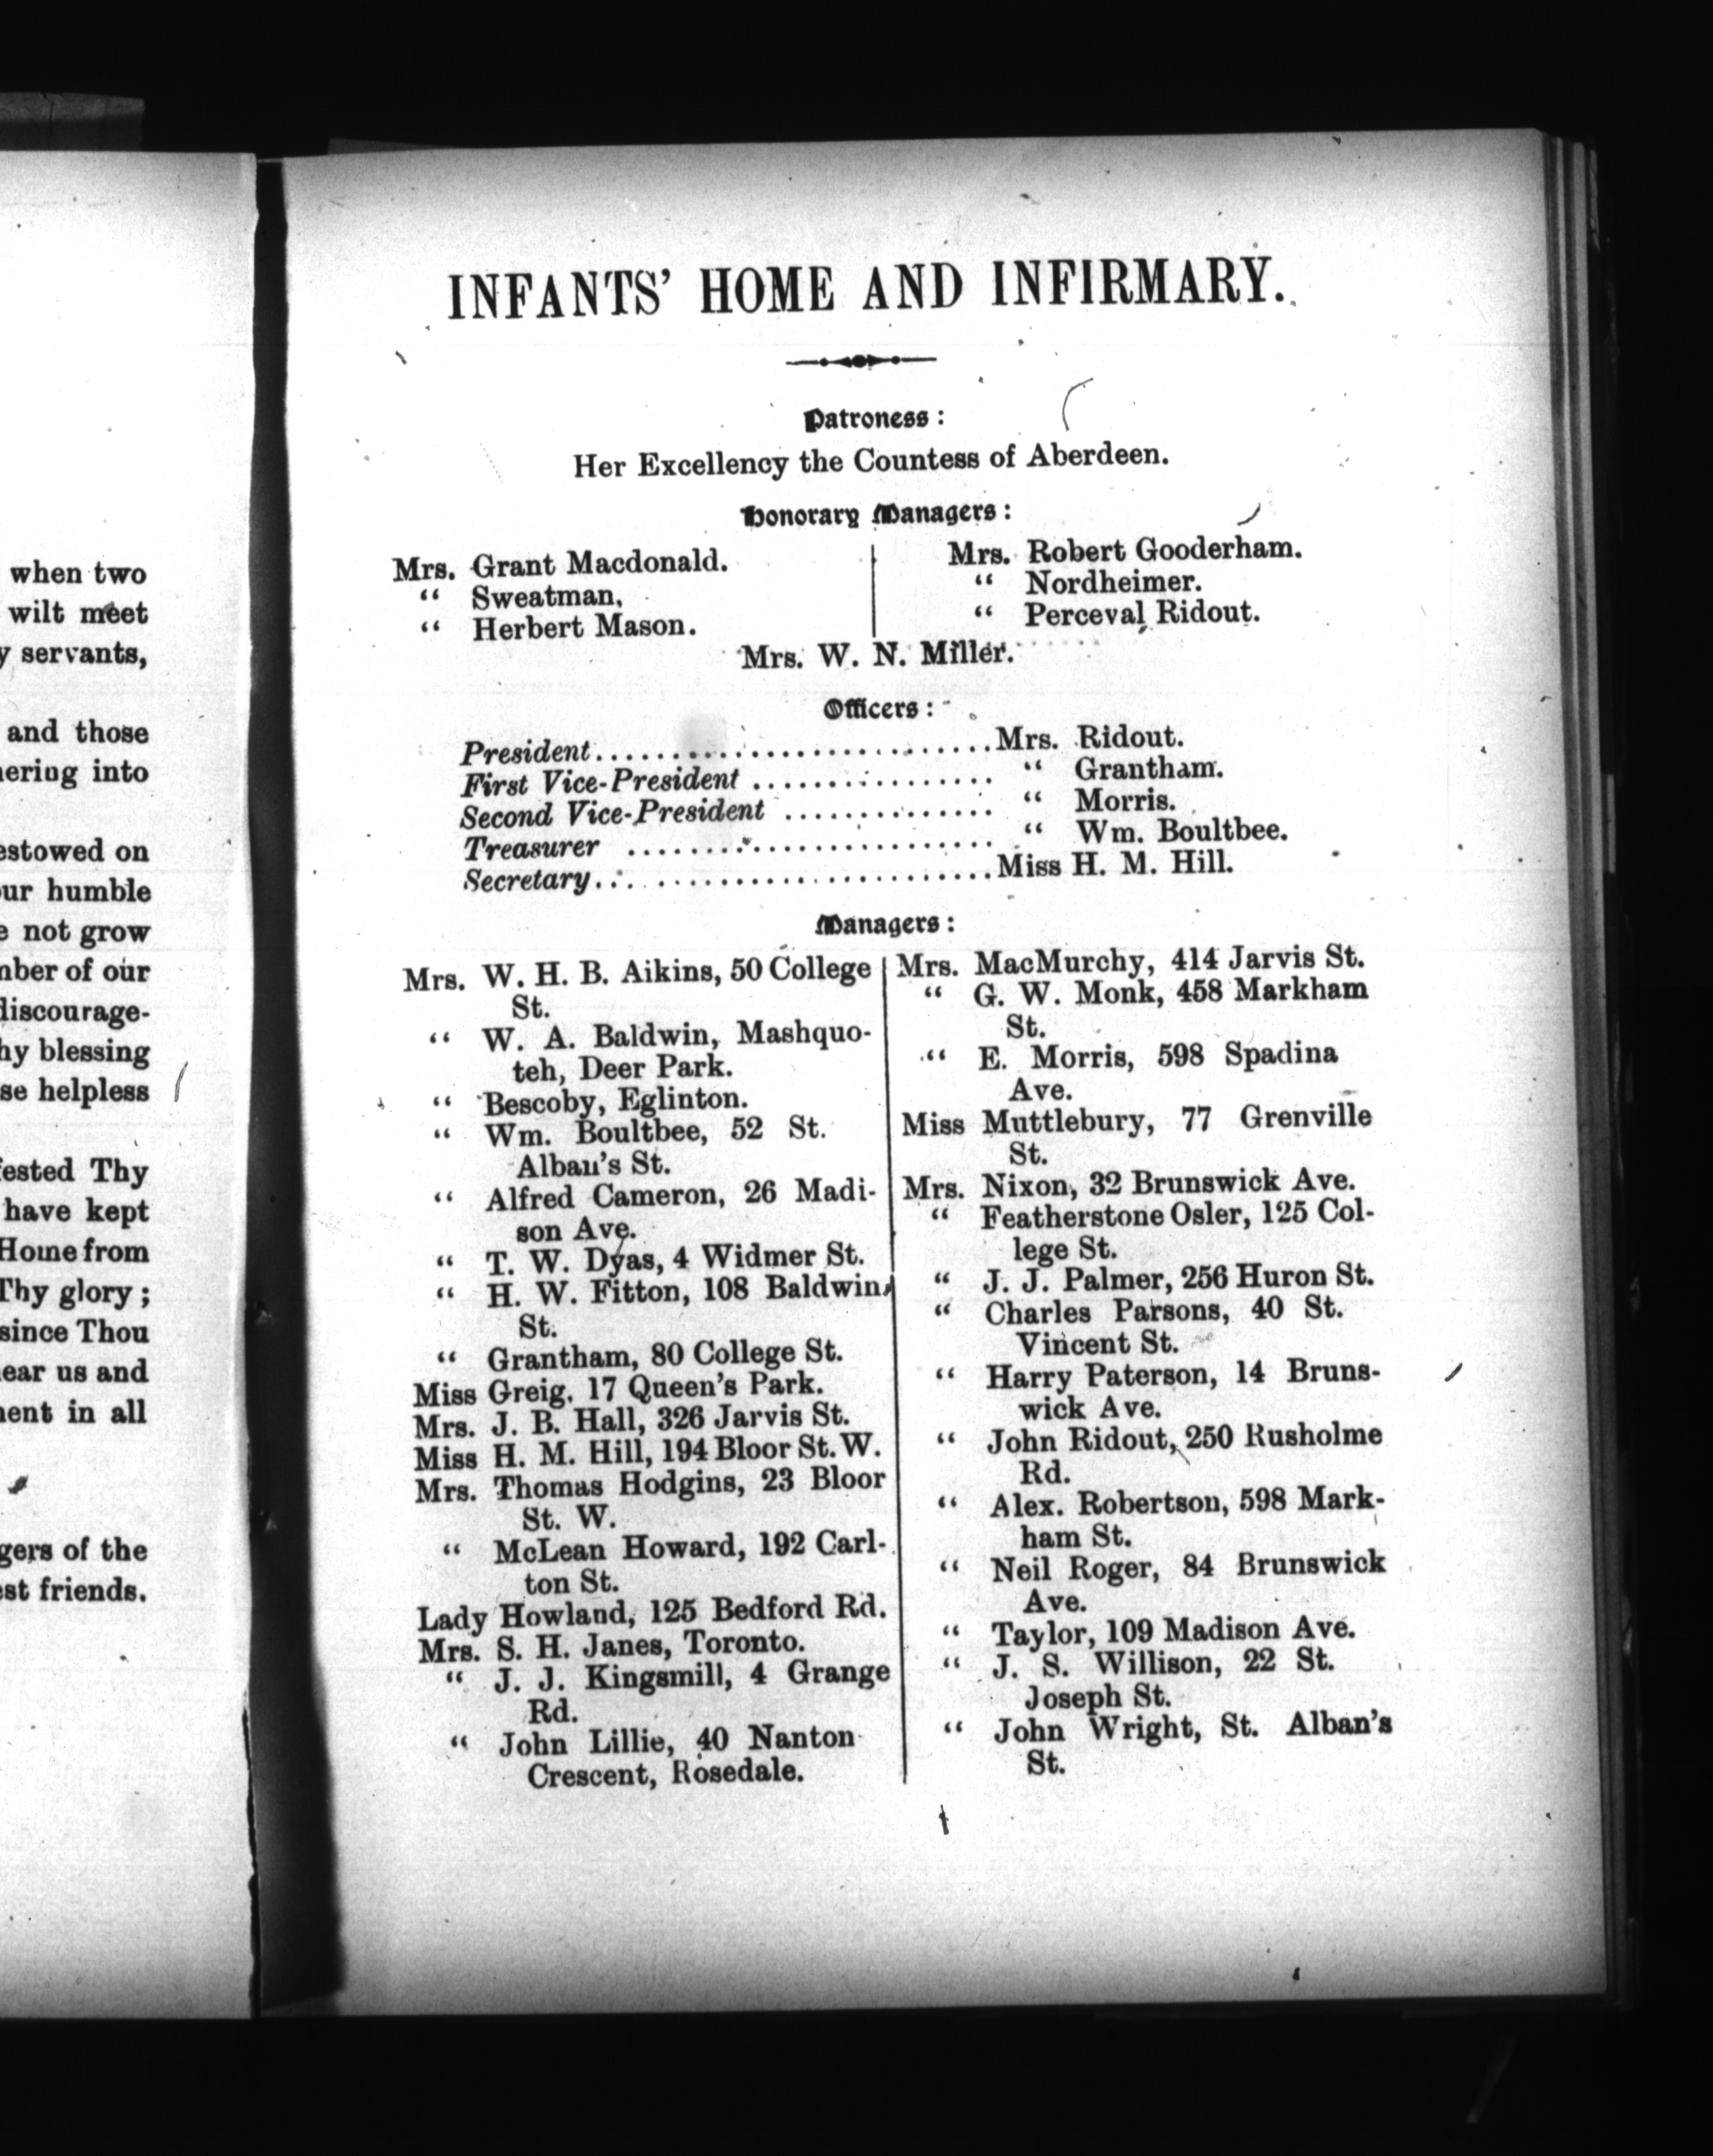 when two
wilt meet
servants,
and those
into
on
humble
not grow
of our
blessing
helpless
Thy
have kept
Home from
Thy glory ;
since Thou
us and
in all
of the
friends.
INFANTS' HOME AND INFIRMARY.
Patroness :
Her Excellency the Countess of Aberdeen.
Honorary Managers :
Mrs. Grant Macdonald.
“ Sweatman,
“ Herbert Mason.
Mrs. Robert Gooderham.
“ Nordheimer.
“ Perceval Ridout.
Mrs. W. N. Miller.
Officers :
President..............................Mrs. Ridout.
First Vice-President .................. “ Grantham.
Second Vice-President ............... “ Morris.
Treasurer ........................... “ Wm. Boultbee.
Secretary..............................Miss H. M. Hill.
Managers :
Mrs. W. H. B. Aikins, 50 College
St.
“ W. A. Baldwin, Mashquo-
teh, Deer Park.
“ Bescoby, Eglinton.
“ Wm. Boultbee, 52 St.
Alban's St.
“ Alfred Cameron, 26 Madi-
son Ave.
“ T. W. Dyas, 4 Widmer St.
“ H. W. Fitton, 108 Baldwin
St.
“ Grantham, 80 College St.
Miss Greig, 17 Queen's Park.
Mrs. J. B. Hall, 326 Jarvis St.
Miss H. M. Hill, 194 Bloor St. W.
Mrs. Thomas Hodgins, 23 Bloor
St. W.
“ McLean Howard, 192 Carl-
ton St.
Lady Howland, 125 Bedford Rd.
Mrs. S. H. Janes, Toronto.
“ J. J. Kingsmill, 4 Grange
Rd.
“ John Lillie, 40 Nanton
Crescent, Rosedale.
Mrs. MacMurchy, 414 Jarvis St.
“ G. W. Monk, 458 Markham
St.
“ E. Morris, 598 Spadina
Ave.
Miss Muttlebury, 77 Grenville
St.
Mrs. Nixon, 32 Brunswick Ave.
“ Featherstone Osler, 125 Col-
lege St.
“ J. J. Palmer, 256 Huron St.
“ Charles Parsons, 40 St.
Vincent St.
“ Harry Paterson, 14 Bruns-
wick Ave.
“ John Ridout, 250 Rusholme
Rd.
“ Alex. Robertson, 598 Mark-
ham St.
“ Neil Roger, 84 Brunswick
Ave.
“ Taylor, 109 Madison Ave.
“ J. S. Willison, 22 St.
Joseph St.
“ John Wright, St. Alban's
St.